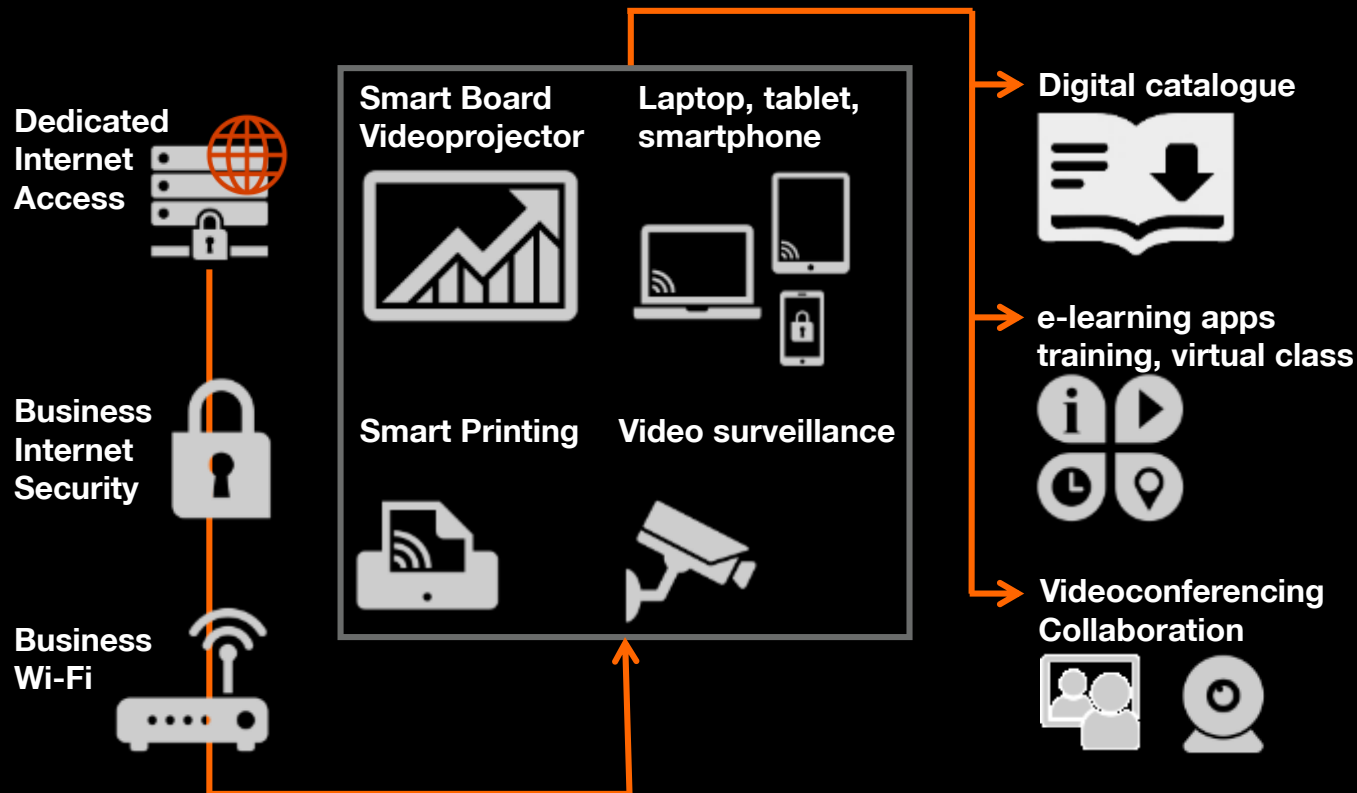 Dedicated
Internet
Access
Business
Internet
Security
Business
Wi-Fi
Smart Board
Videoprojector
Laptop, tablet,
smartphone
Smart Printing
Video surveillance
Digital catalogue
e-learning apps
training, virtual class
i
Videoconferencing
Collaboration